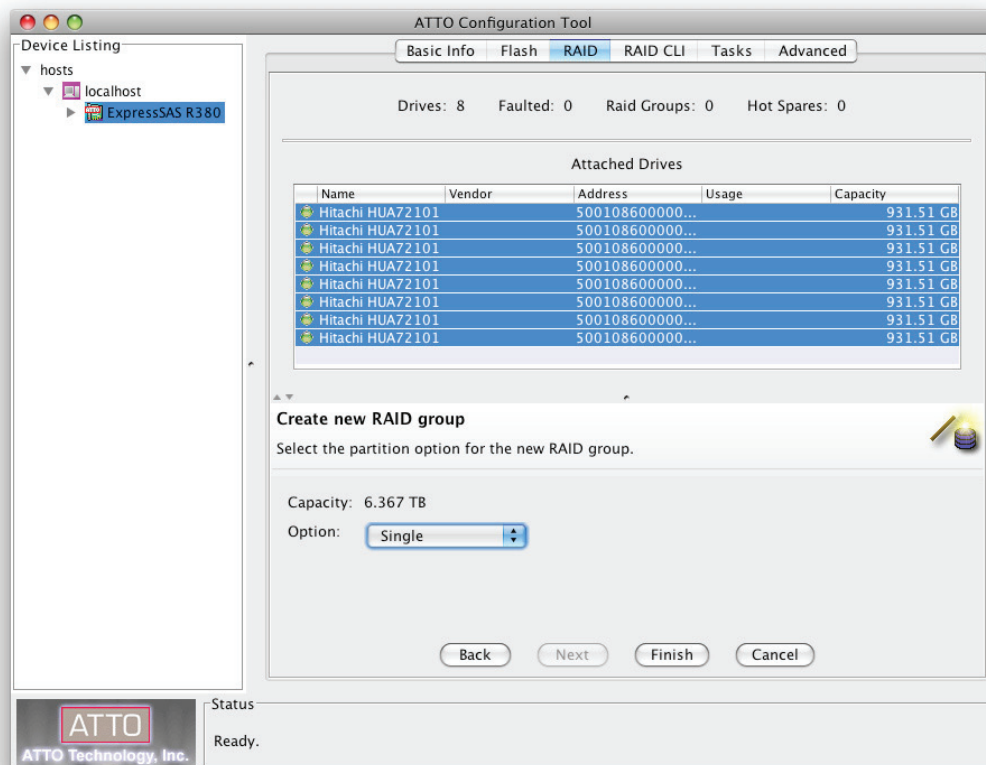 ATTO Configuration Tool
Device Listing
hosts
localhost
ExpressSAS R380
Basic Info Flash RAID RAID CLI Tasks Advanced
Drives: 8 Faulted: 0 Raid Groups: 0 Hot Spares: 0
Attached Drives
Name Vendor Address Usage Capacity
Hitachi HUA72101 500108600000... 931.51 GB
Hitachi HUA72101 500108600000... 931.51 GB
Hitachi HUA72101 500108600000... 931.51 GB
Hitachi HUA72101 500108600000... 931.51 GB
Hitachi HUA72101 500108600000... 931.51 GB
Hitachi HUA72101 500108600000... 931.51 GB
Hitachi HUA72101 500108600000... 931.51 GB
Hitachi HUA72101 500108600000... 931.51 GB
Create new RAID group
Select the partition option for the new RAID group.
Capacity: 6.367 TB
Option: Single
Back Next Finish Cancel
ATTO
ATTO Technology, Inc.
Status
Ready.